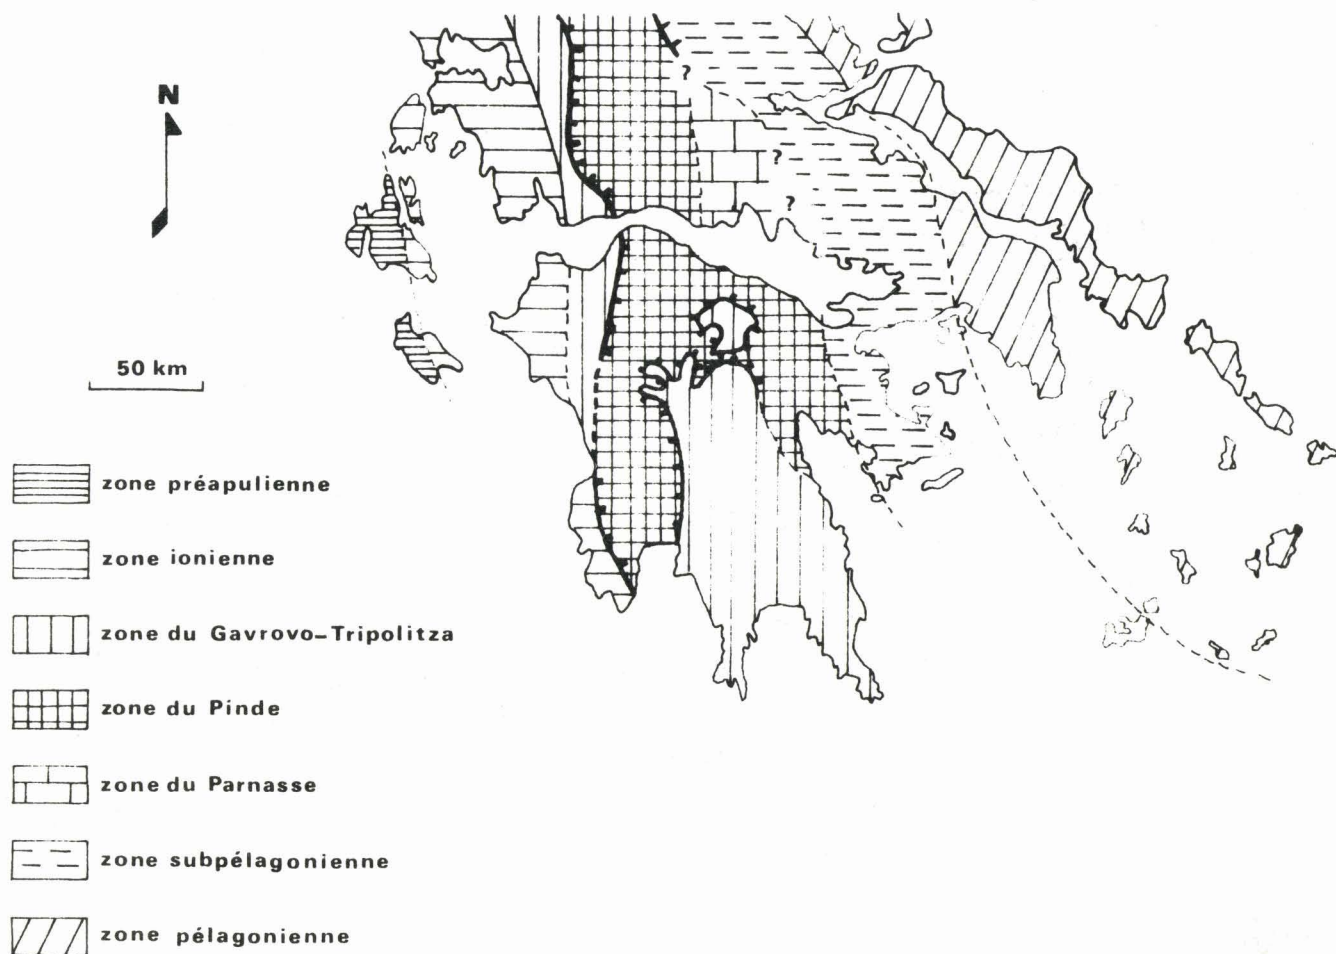 N
50 km
?
?
?
zone préapulienne
zone ionienne
zone du Gavrovo-Tripolitza
zone du Pinde
zone du Parnasse
zone subpélagonienne
zone pélagonienne